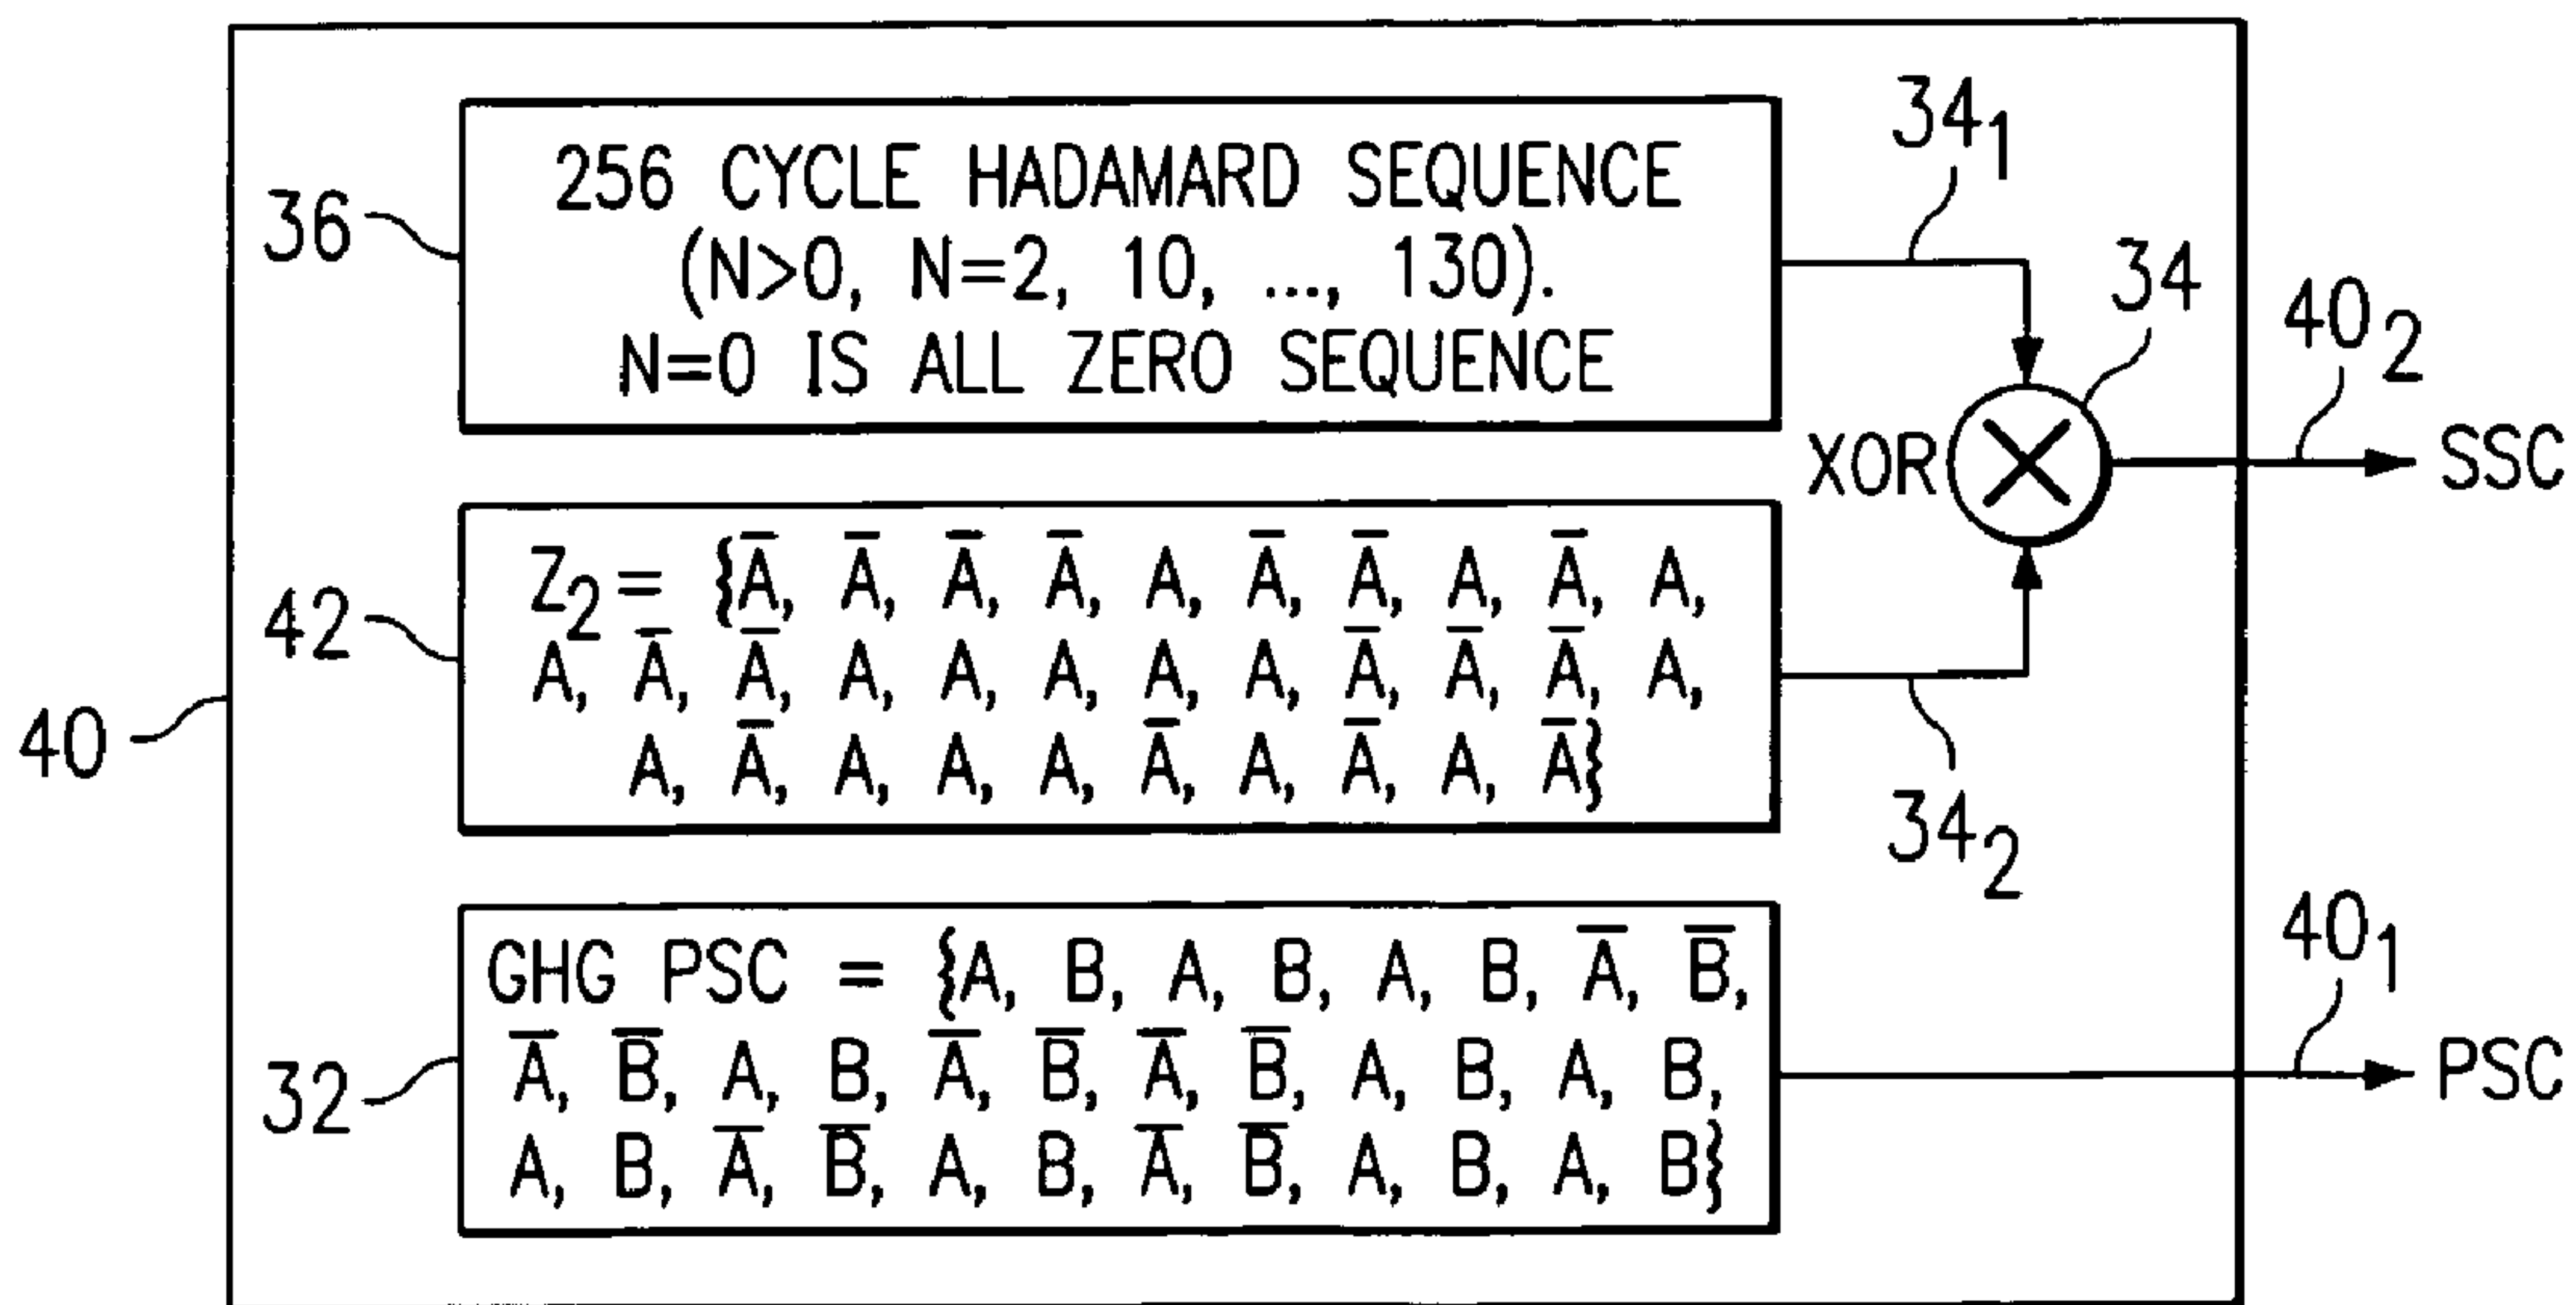 256 CYCLE HADAMARD SEQUENCE
(N>0, N=2, 10, ..., 130).
N=0 IS ALL ZERO SEQUENCE
36
34₁
34
40₂
XOR
SSC
Z₂= {A̅, A̅, A̅, A̅, A, A̅, A̅, A, A̅, A,
A, A̅, A̅, A, A, A, A, A, A̅, A̅, A̅, A,
A, A̅, A, A, A, A̅, A, A̅, A, A̅}
42
40
34₂
GHG PSC = {A, B, A, B, A, B, A̅, B̅,
A̅, B̅, A, B, A̅, B̅, A̅, B̅, A, B, A, B,
A, B, A̅, B̅, A, B, A̅, B̅, A, B, A, B}
32
40₁
PSC